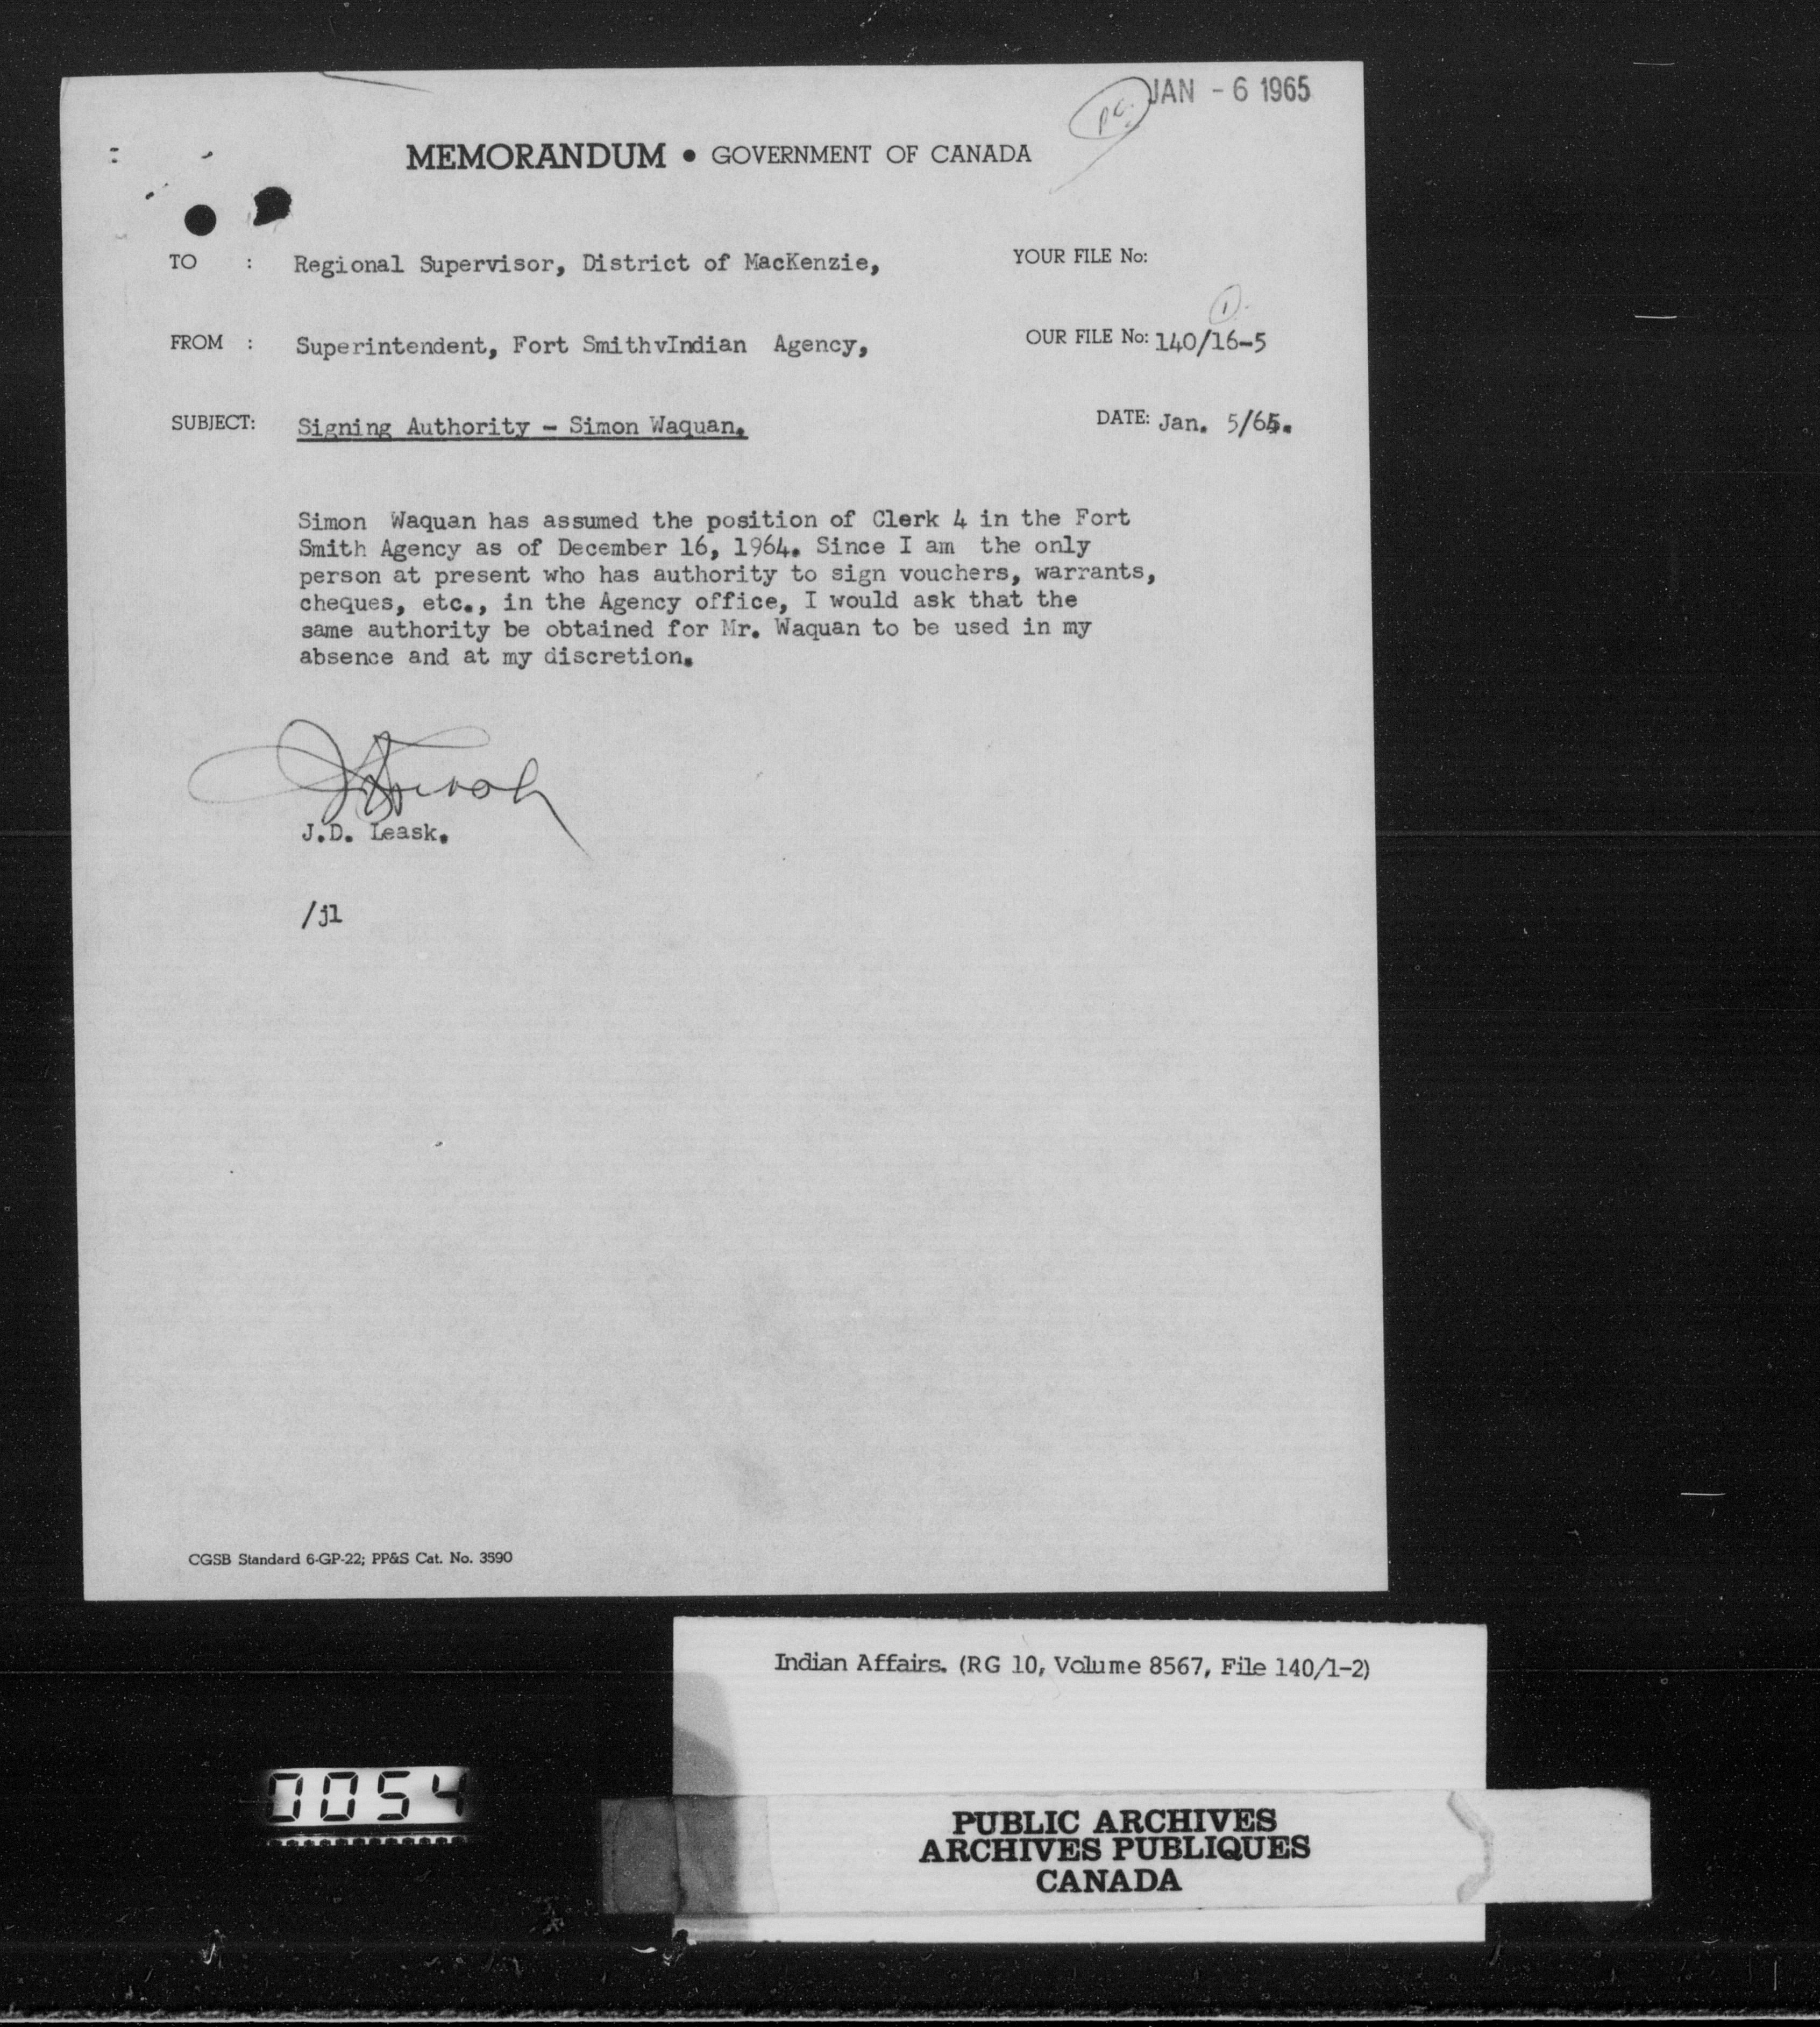 JAN - 6 1965
P.C.
MEMORANDUM • GOVERNMENT OF CANADA
TO : Regional Supervisor, District of MacKenzie,
YOUR FILE No:
1
FROM : Superintendent, Fort SmithvIndian Agency,
OUR FILE No: 140/16-5
SUBJECT: Signing Authority - Simon Waquan.
DATE: Jan. 5/65.
Simon Waquan has assumed the position of Clerk 4 in the Fort
Smith Agency as of December 16, 1964. Since I am the only
person at present who has authority to sign vouchers, warrants,
cheques, etc., in the Agency office, I would ask that the
same authority be obtained for Mr. Waquan to be used in my
absence and at my discretion.
J.D. Leask.
/jl
CGSB Standard 6-GP-22; PP&S Cat. No. 3590
Indian Affairs. (RG 10, Volume 8567, File 140/1-2)
0054
PUBLIC ARCHIVES
ARCHIVES PUBLIQUES
CANADA